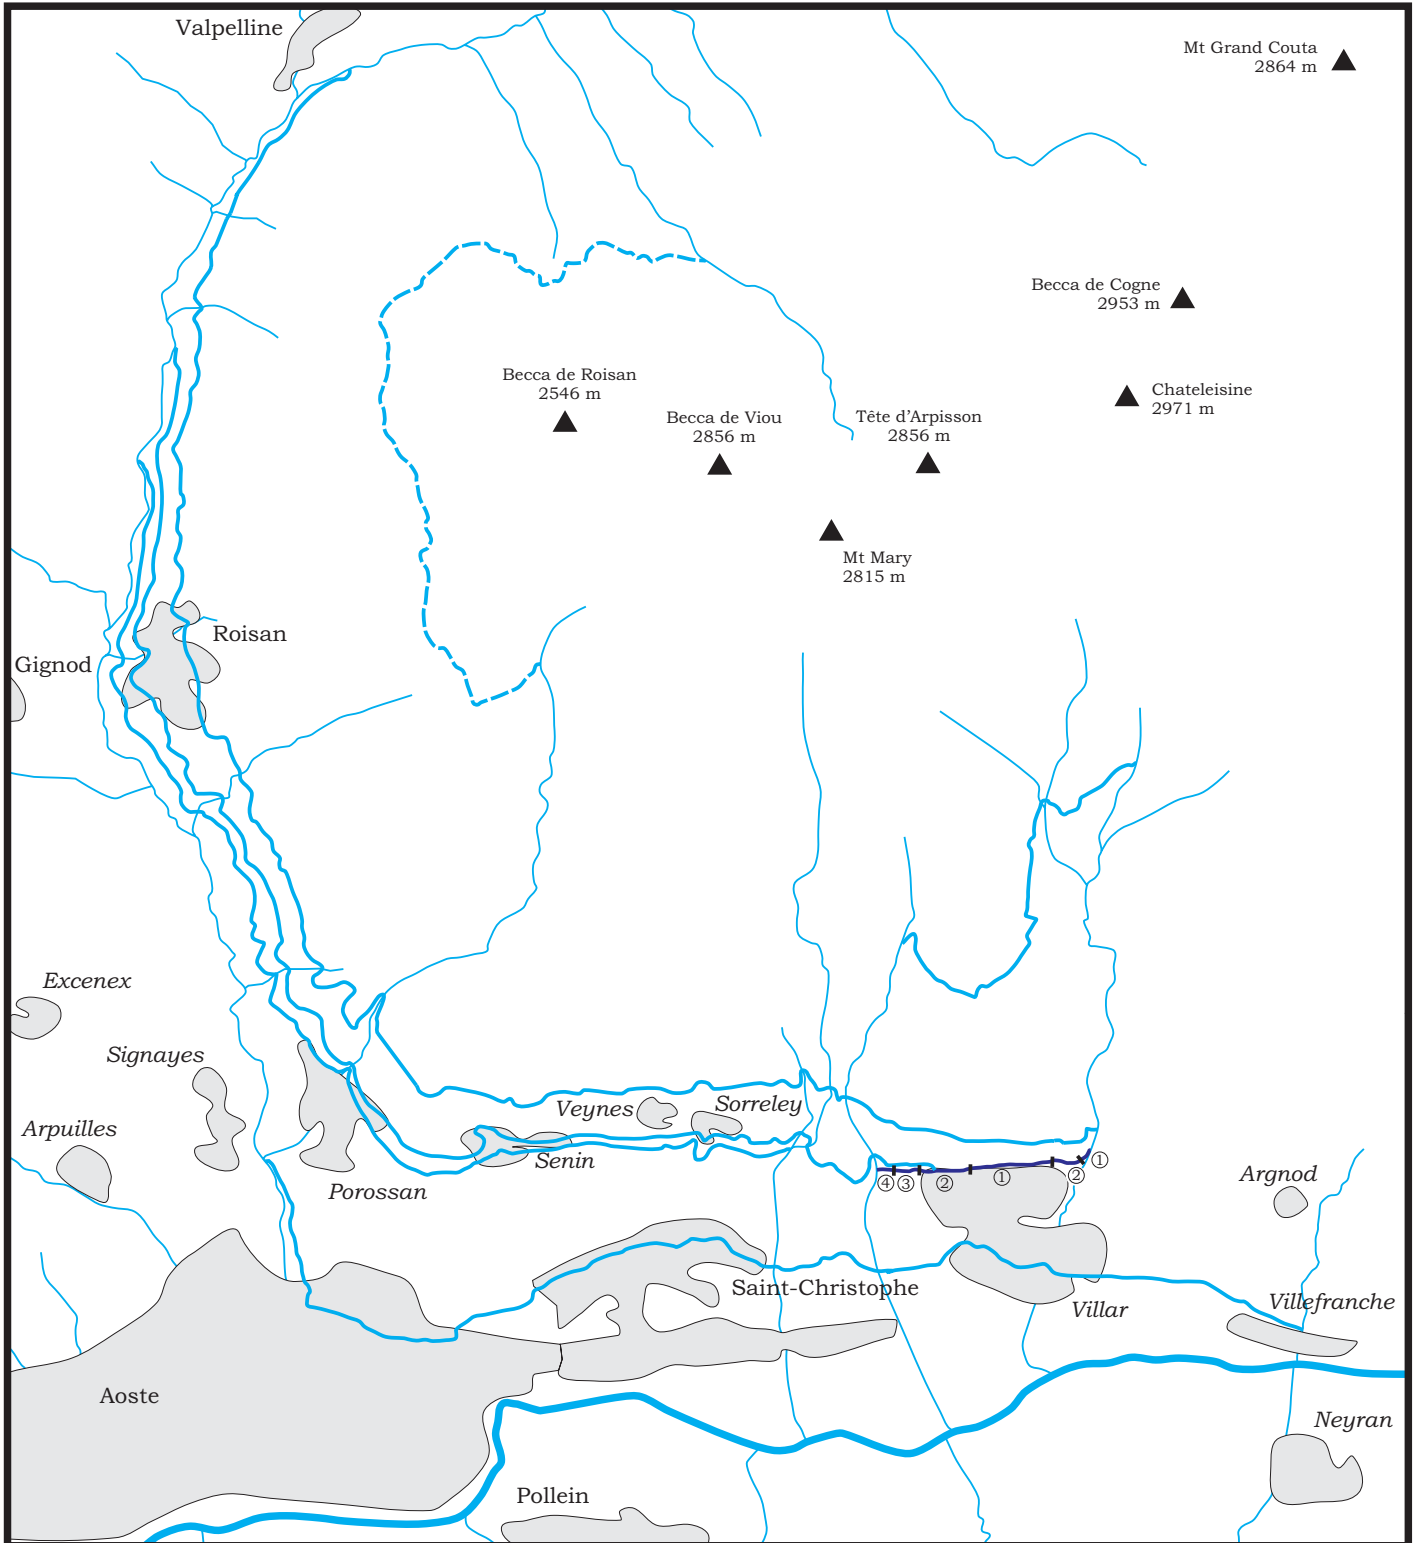 Valpelline
Mt Grand Couta
2864 m
Becca de Cogne
2953 m
Becca de Roisan
2546 m
Becca de Viou
2856 m
Tête d'Arpisson
2856 m
Chateleisine
2971 m
Mt Mary
2815 m
Roisan
Gignod
Excenex
Signayes
Arpuilles
Veynes
Sorreley
Senin
Porossan
④ ③ ② ① ② ①
Argnod
Saint-Christophe
Villar
Villefranche
Aoste
Neyran
Pollein